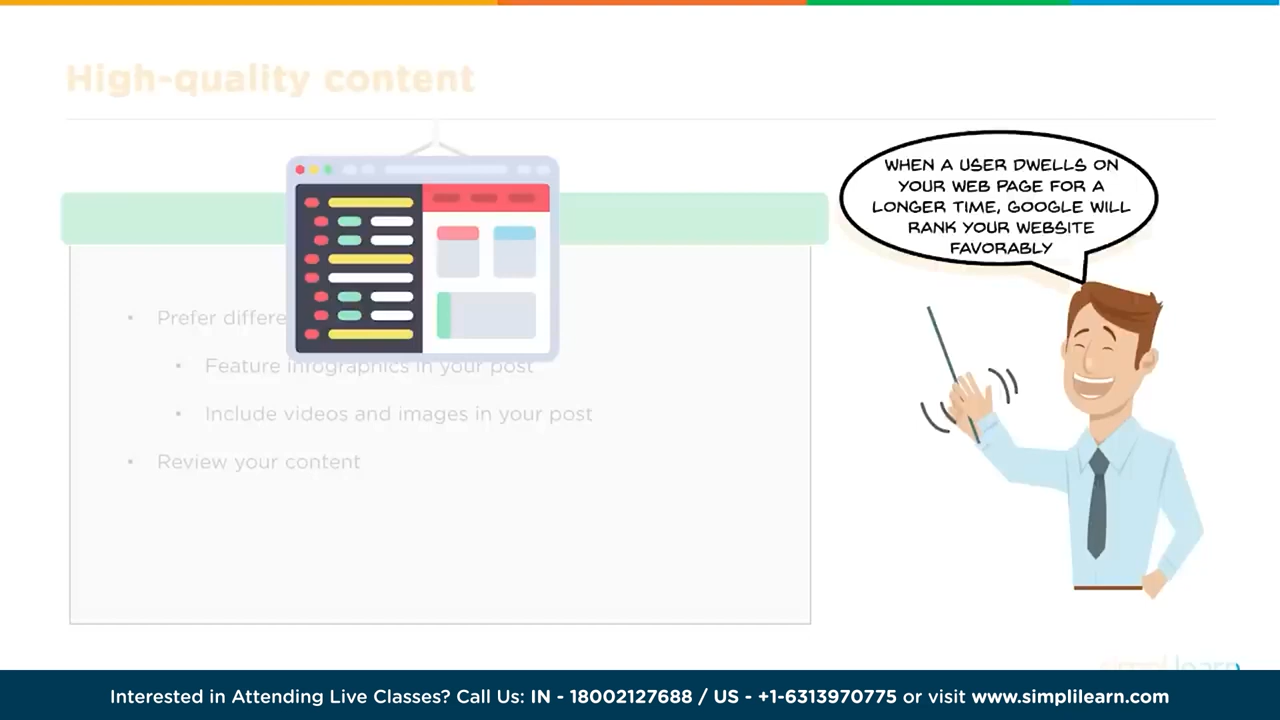 High-quality content
WHEN A USER DWELLS ON
YOUR WEB PAGE FOR A
LONGER TIME, GOOGLE WILL
RANK YOUR WEBSITE
FAVORABLY
• Prefer differe
• Feature infographics in your post
• Include videos and images in your post
• Review your content
simplilearn
Interested in Attending Live Classes? Call Us: IN - 18002127688 / US - +1-6313970775 or visit www.simplilearn.com